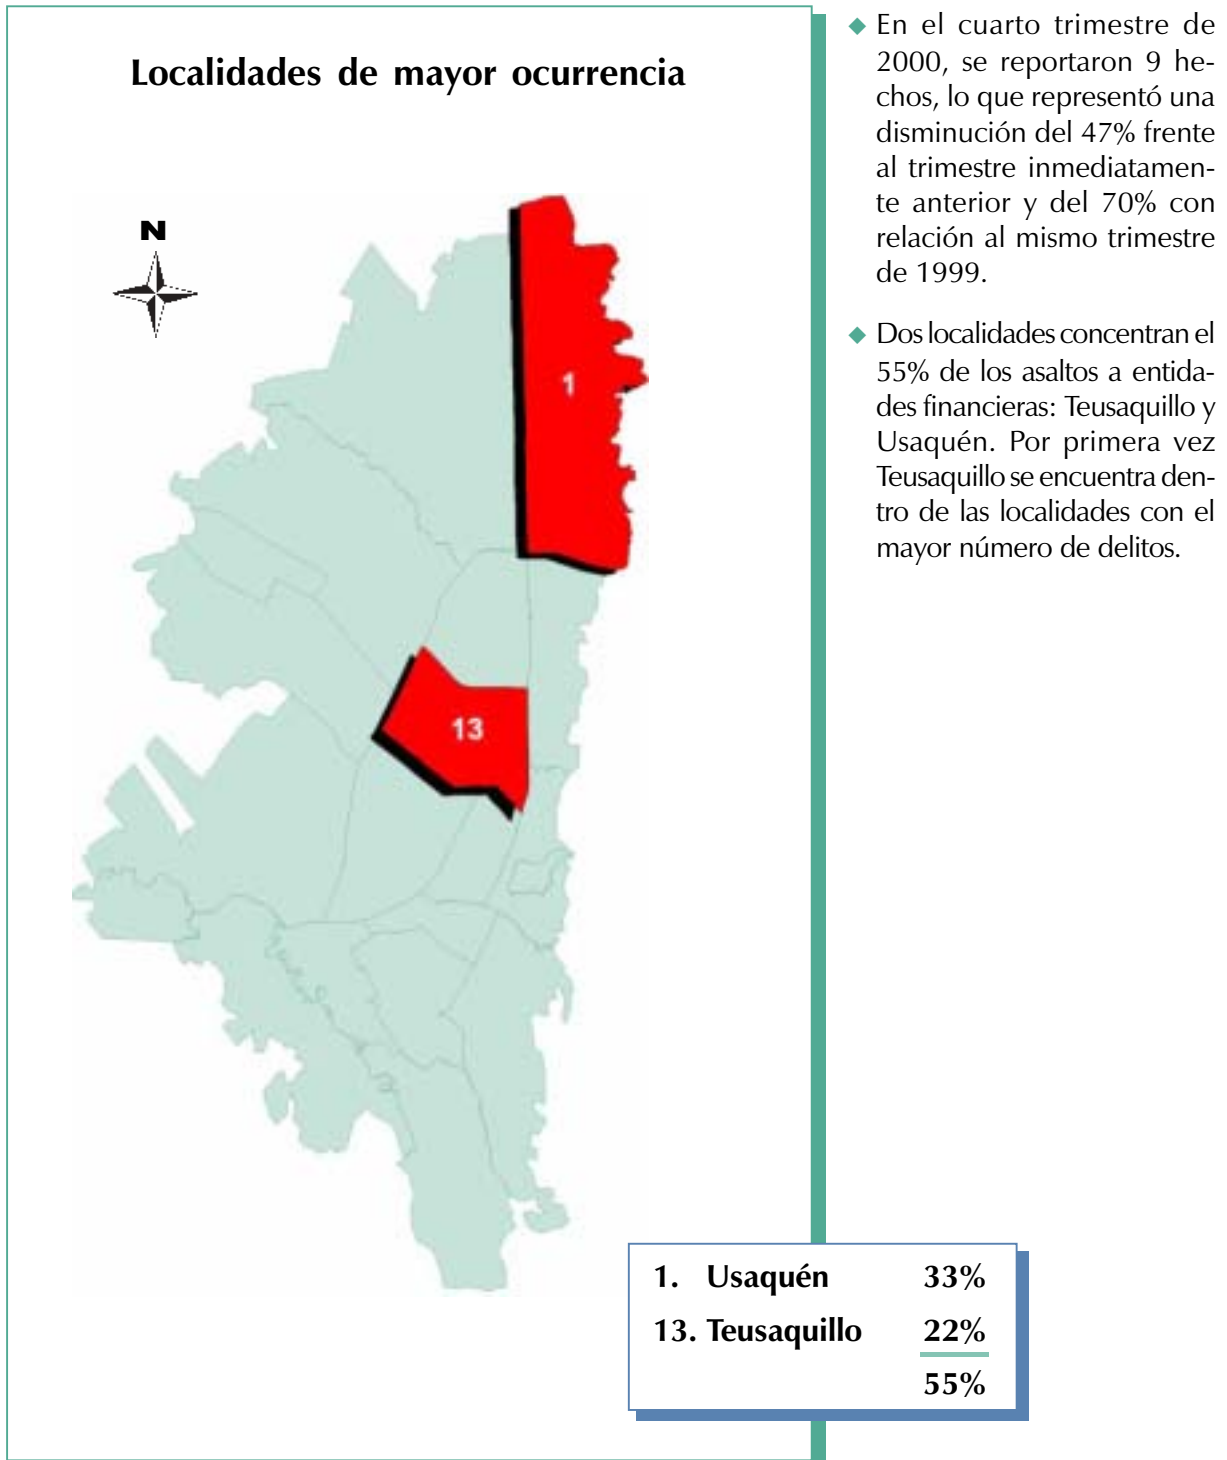 Localidades de mayor ocurrencia
N
1
13
1. Usaquén 33%
13. Teusaquillo 22%
55%
◆ En el cuarto trimestre de
2000, se reportaron 9 he-
chos, lo que representó una
disminución del 47% frente
al trimestre inmediatamen-
te anterior y del 70% con
relación al mismo trimestre
de 1999.
◆ Dos localidades concentran el
55% de los asaltos a entida-
des financieras: Teusaquillo y
Usaquén. Por primera vez
Teusaquillo se encuentra den-
tro de las localidades con el
mayor número de delitos.